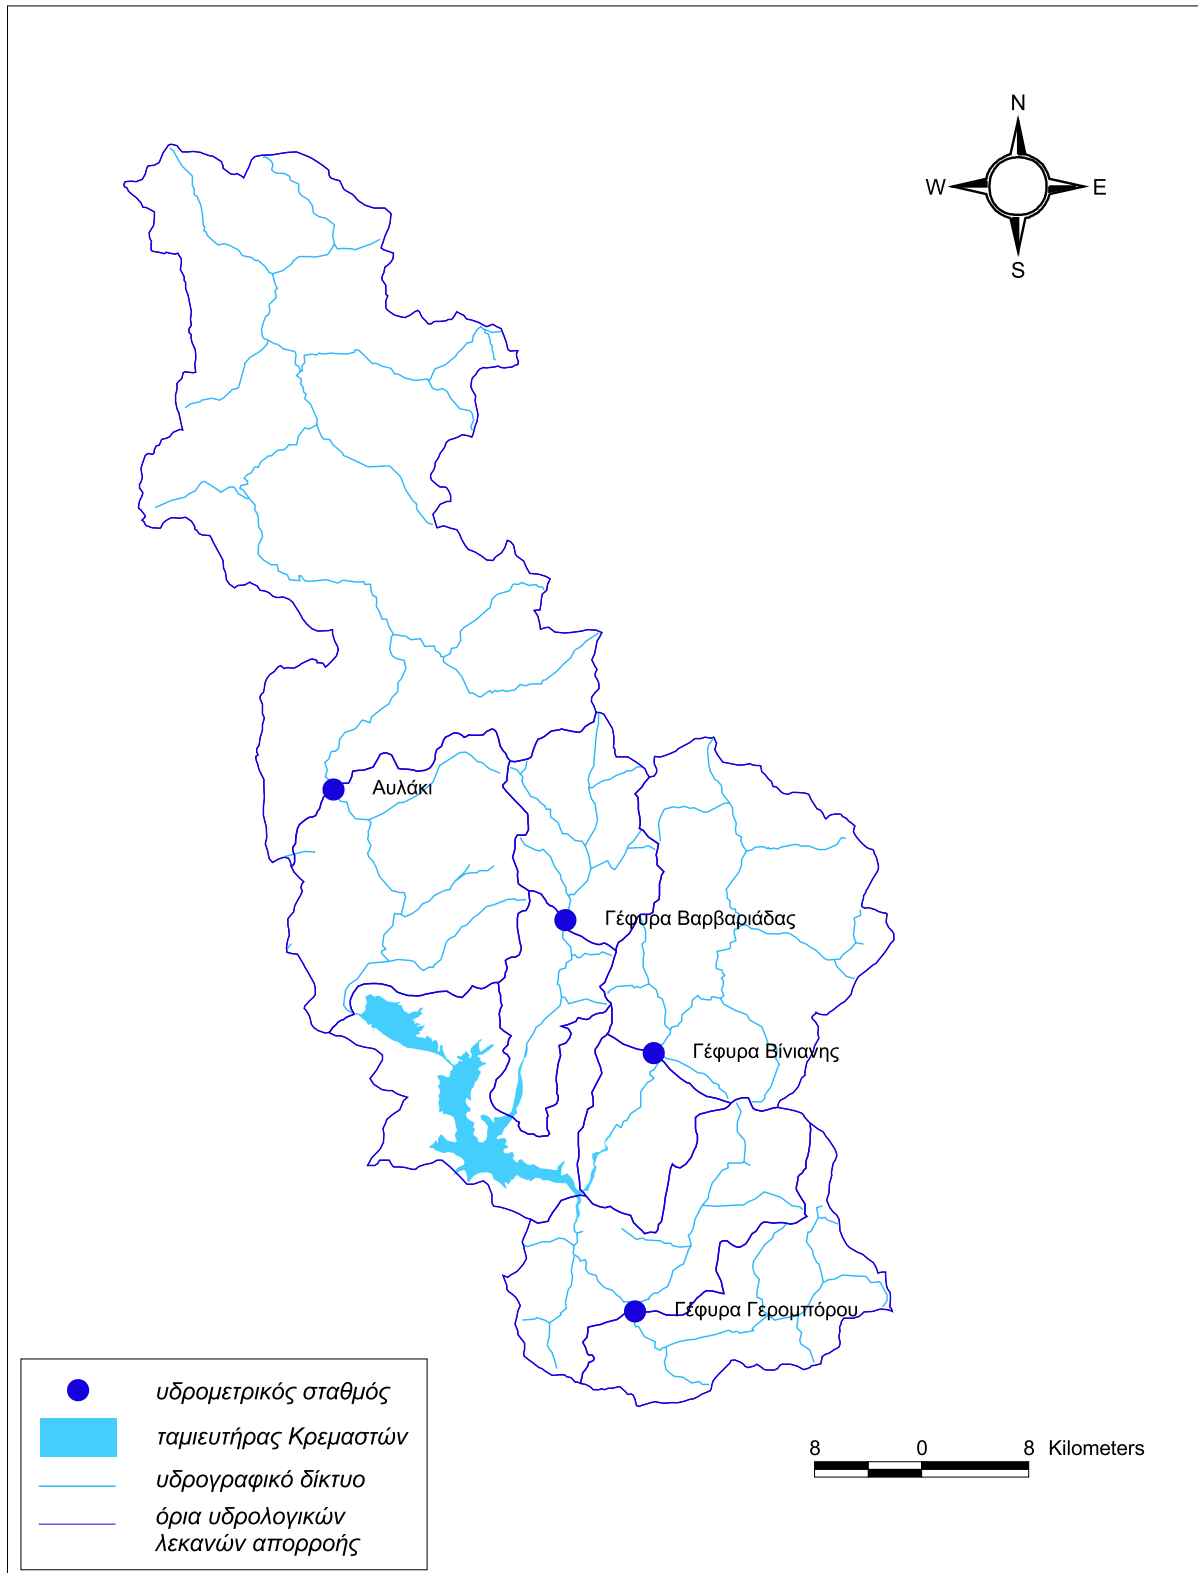 N
W E
S
Αυλάκι
Γέφυρα Βαρβαριάδας
Γέφυρα Βίνιανης
Γέφυρα Γερομπόρου
υδρομετρικός σταθμός
ταμιευτήρας Κρεμαστών
υδρογραφικό δίκτυο
όρια υδρολογικών
λεκανών απορροής
8 0 8 Kilometers